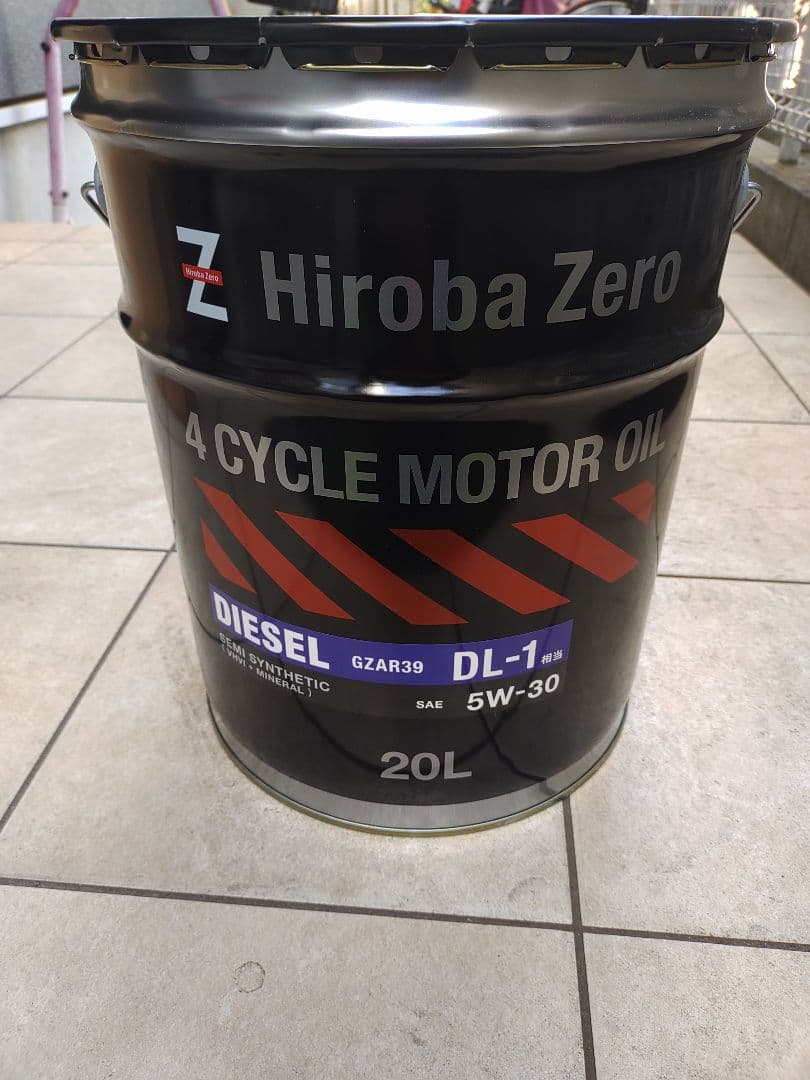 Z
Hiroba Zero
Hiroba Zero
4 CYCLE MOTOR OIL
DIESEL GZAR39 DL-1 相当
SEMI SYNTHETIC
( VHVI + MINERAL )
SAE 5W-30
20L